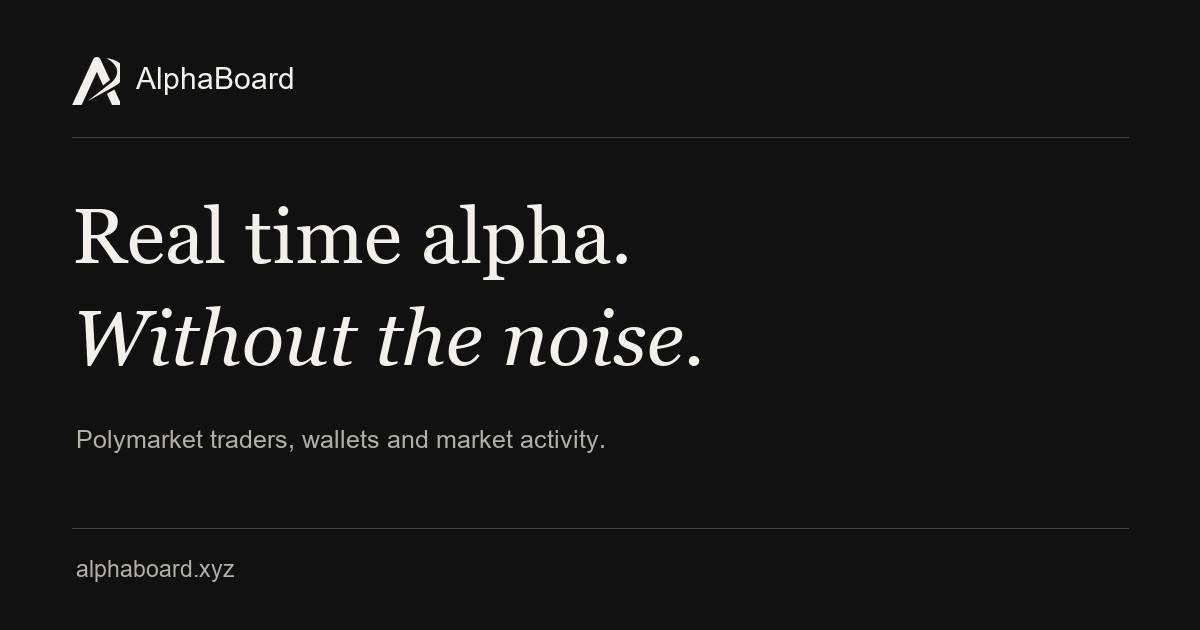 AlphaBoard
Real time alpha.
Without the noise.
Polymarket traders, wallets and market activity.
alphaboard.xyz